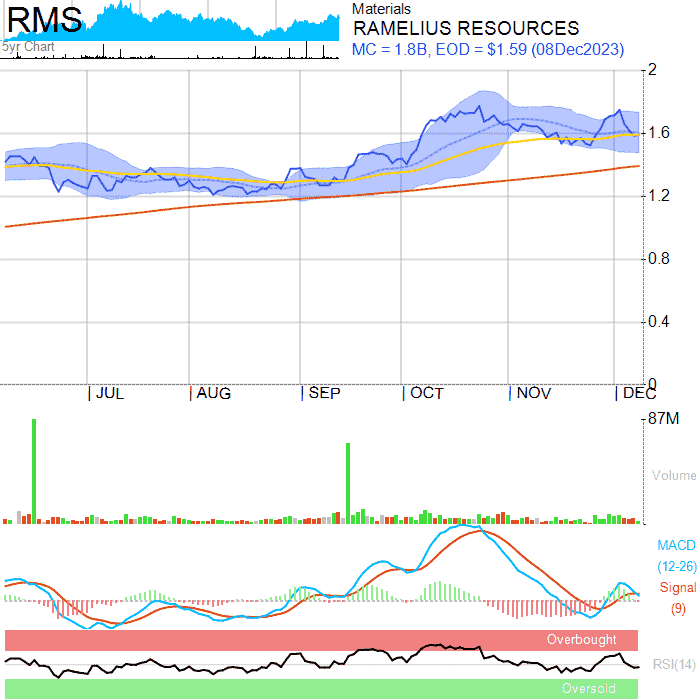 RMS
5yr Chart
Materials
RAMELIUS RESOURCES
MC = 1.8B, EOD = $1.59 (08Dec2023)
2
1.6
1.2
0.8
0.4
0
JUL AUG SEP OCT NOV DEC
87M
Volume
MACD
(12-26)
Signal
(9)
Overbought
RSI(14)
Oversold